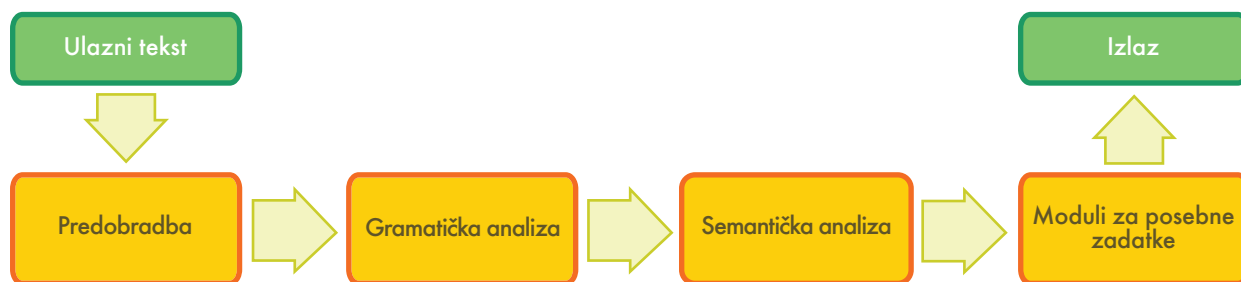 Ulazni tekst
Izlaz
Predobradba
Gramatička analiza
Semantička analiza
Moduli za posebne
zadatke